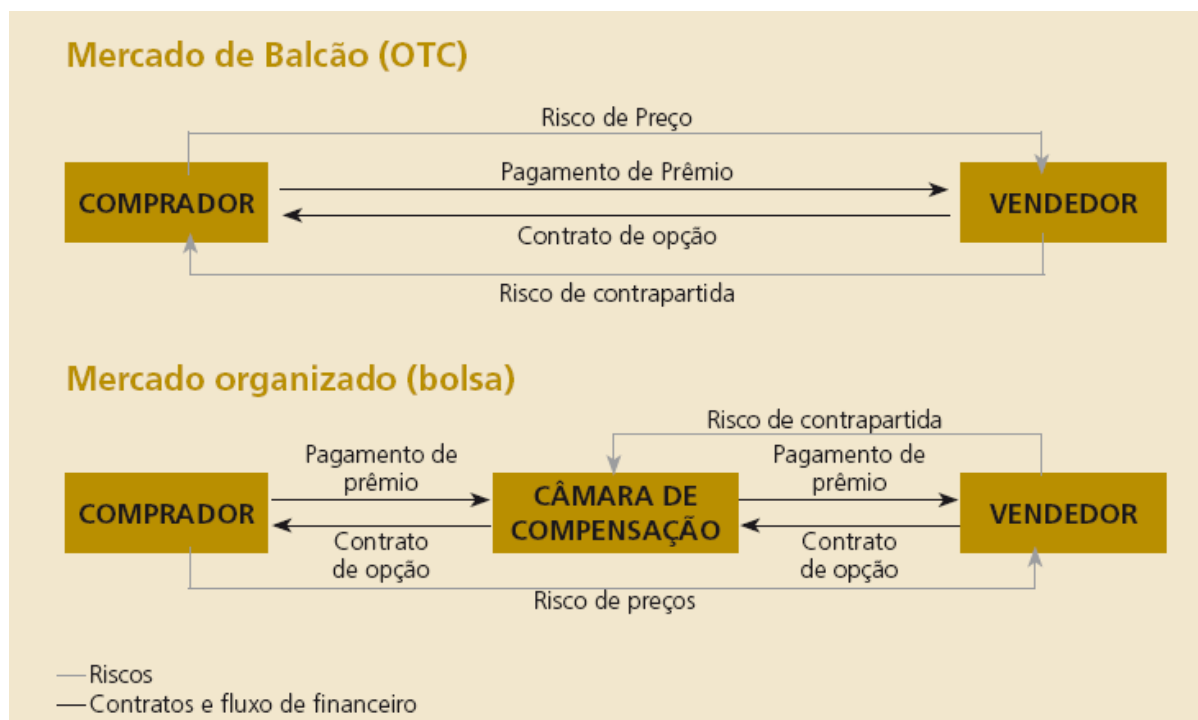 Mercado de Balcão (OTC)
Risco de Preço
COMPRADOR
Pagamento de Prêmio
VENDEDOR
Contrato de opção
Risco de contrapartida
Mercado organizado (bolsa)
Risco de contrapartida
Pagamento de
prêmio
Pagamento de
prêmio
COMPRADOR
CÂMARA DE
COMPENSAÇÃO
VENDEDOR
Contrato
de opção
Contrato
de opção
Risco de preços
Riscos
Contratos e fluxo de financeiro